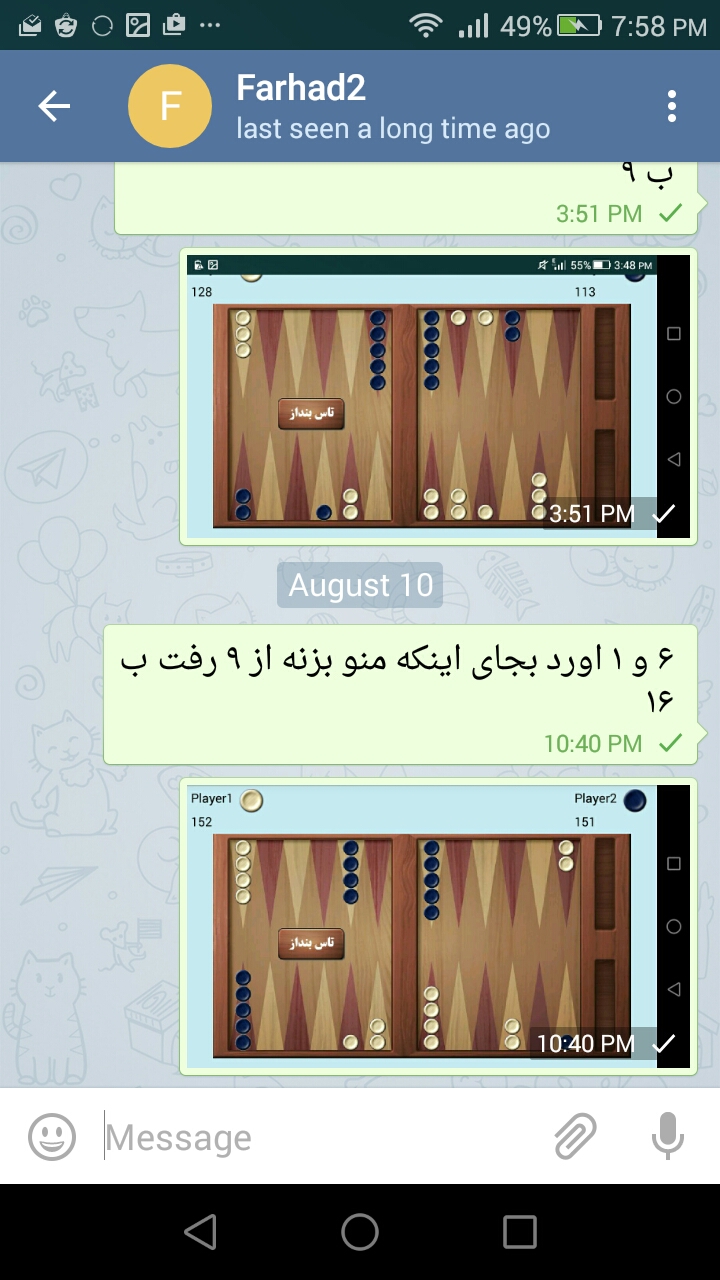 49% 7:58 PM
F
Farhad2
last seen a long time ago
ب ۹
3:51 PM
55% 3:48 PM
128
113
تاس بنداز
3:51 PM
August 10
۶ و ۱ اورد بجای اینکه منو بزنه از ۹ رفت ب
۱۶
10:40 PM
Player1
Player2
152
151
تاس بنداز
10:40 PM
Message